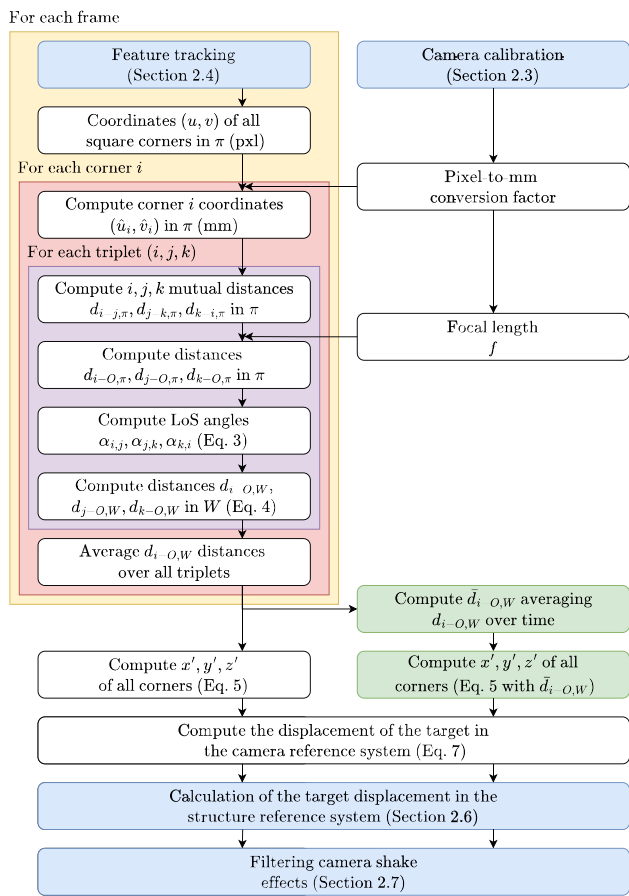 For each frame
Feature tracking
(Section 2.4)
Camera calibration
(Section 2.3)
Coordinates (u, v) of all
square corners in π (pxl)
For each corner i
Pixel-to-mm
conversion factor
Compute corner i coordinates
(û_i, v̂_i) in π (mm)
For each triplet (i, j, k)
Compute i, j, k mutual distances
d_{i−j,π}, d_{j−k,π}, d_{k−i,π} in π
Focal length
f
Compute distances
d_{i−O,π}, d_{j−O,π}, d_{k−O,π} in π
Compute LoS angles
α_{i,j}, α_{j,k}, α_{k,i} (Eq. 3)
Compute distances d_{i−O,W},
d_{j−O,W}, d_{k−O,W} in W (Eq. 4)
Average d_{i−O,W} distances
over all triplets
Compute d̄_{i−O,W} averaging
d_{i−O,W} over time
Compute x′, y′, z′
of all corners (Eq. 5)
Compute x′, y′, z′ of all
corners (Eq. 5 with d̄_{i−O,W})
Compute the displacement of the target in
the camera reference system (Eq. 7)
Calculation of the target displacement in the
structure reference system (Section 2.6)
Filtering camera shake
effects (Section 2.7)